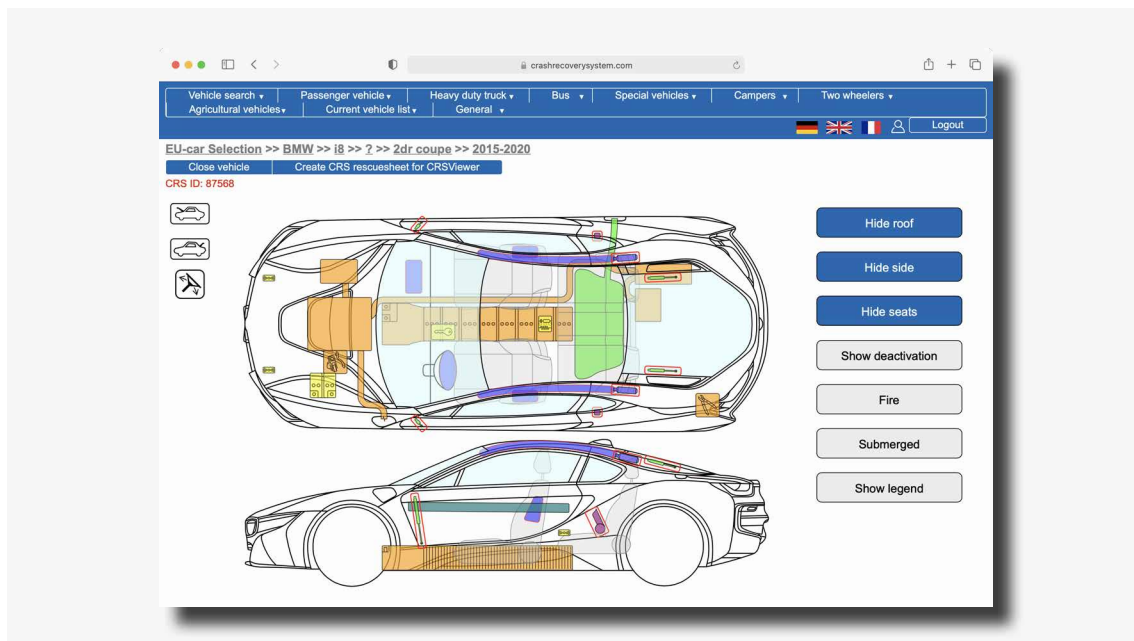 crashrecoverysystem.com
Vehicle search Passenger vehicle Heavy duty truck Bus Special vehicles Campers Two wheelers
Agricultural vehicles Current vehicle list General
Logout
EU-car Selection >> BMW >> i8 >> ? >> 2dr coupe >> 2015-2020
Close vehicle Create CRS rescuesheet for CRSViewer
CRS ID: 87568
Hide roof
Hide side
Hide seats
Show deactivation
Fire
Submerged
Show legend